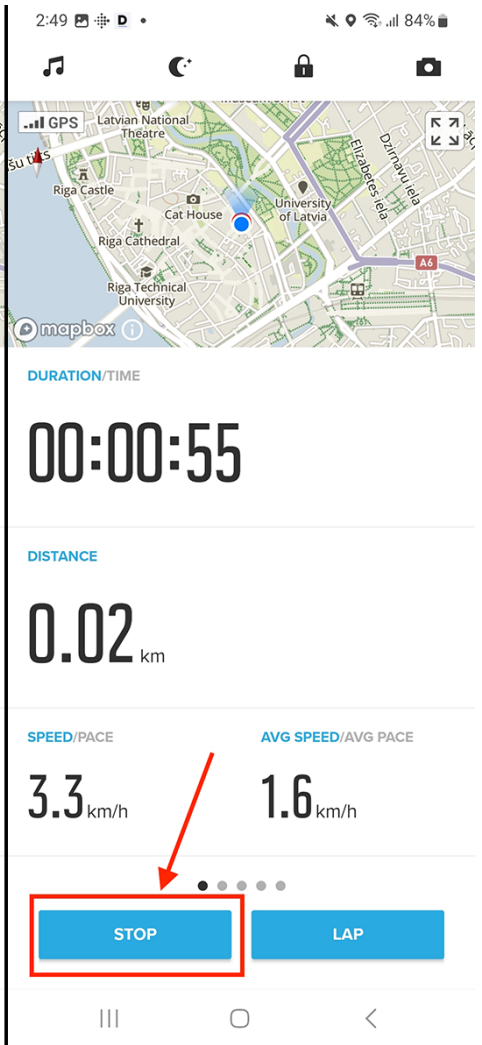 2:49 D • 84%
GPS
Latvian National
Theatre
Elizabetes iela
Dzirnavu iela
Riga Castle
Cat House
University
of Latvia
Riga Cathedral
A6
Riga Technical
University
mapbox
DURATION/TIME
00:00:55
DISTANCE
0.02 km
SPEED/PACE AVG SPEED/AVG PACE
3.3 km/h 1.6 km/h
STOP LAP